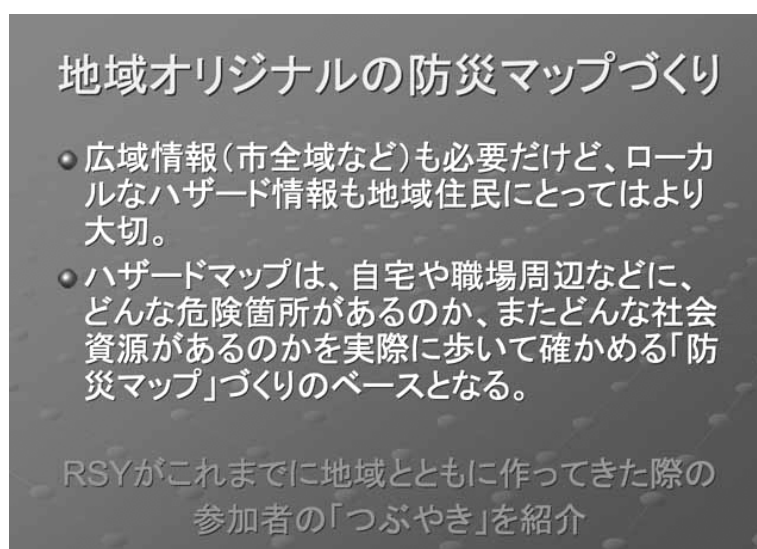 地域オリジナルの防災マップづくり
広域情報(市全域など)も必要だけど、ローカ
ルなハザード情報も地域住民にとってはより
大切。
ハザードマップは、自宅や職場周辺などに、
どんな危険箇所があるのか、またどんな社会
資源があるのかを実際に歩いて確かめる「防
災マップ」づくりのベースとなる。
RSYがこれまでに地域とともに作ってきた際の
参加者の「つぶやき」を紹介